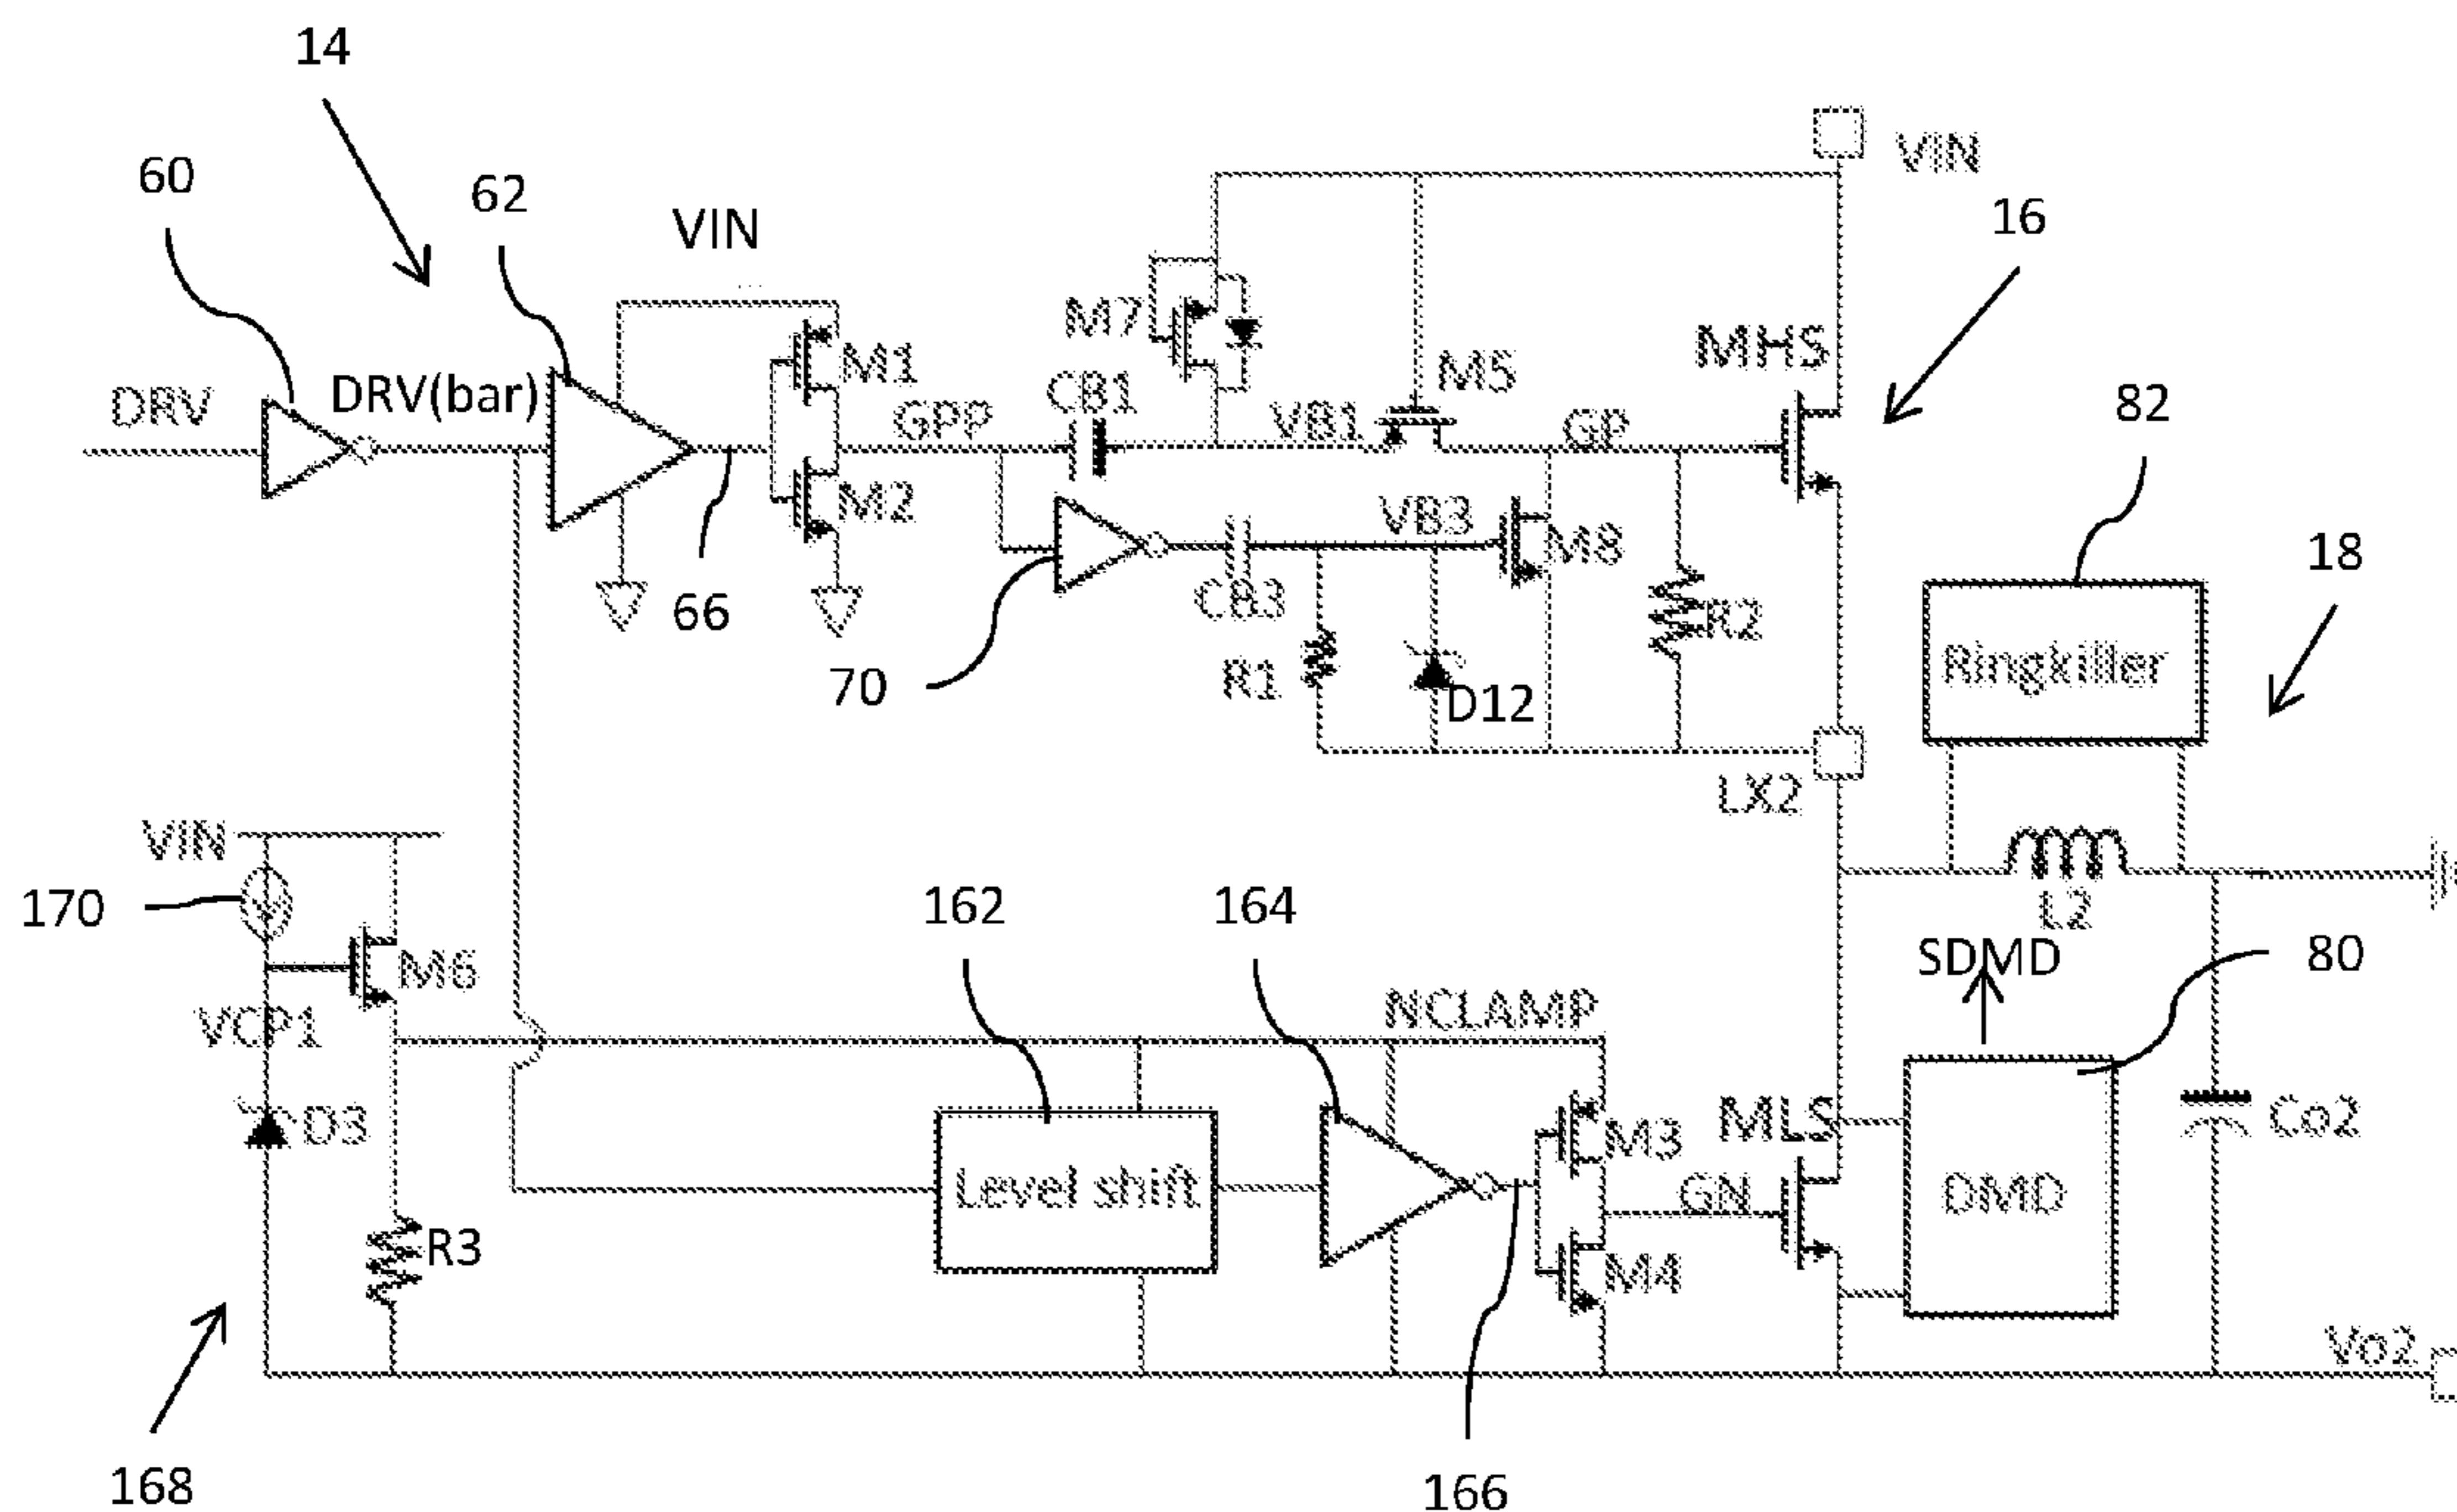 14
60
62
VIN
VIN
16
DRV
DRV(bar)
M1
M2
66
GPP
CB1
M7
VB1
M5
GP
MHS
82
18
VB3
M8
CB3
R1
D12
R2
70
Ringkiller
LX2
L2
VIN
170
M6
VCP1
D3
R3
168
162
164
NCLAMP
Level shift
166
M3
M4
GN
MLS
SDMD
80
DMD
Co2
Vo2